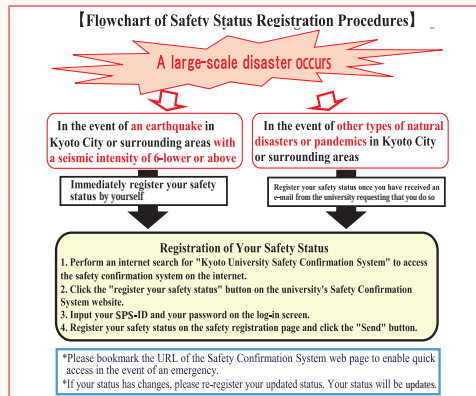 【Flowchart of Safety Status Registration Procedures】
A large-scale disaster occurs
In the event of an earthquake in
Kyoto City or surrounding areas with
a seismic intensity of 6-lower or above
In the event of other types of natural
disasters or pandemics in Kyoto City
or surrounding areas
Immediately register your safety
status by yourself
Register your safety status once you have received an
e-mail from the university requesting that you do so
Registration of Your Safety Status
1. Perform an internet search for "Kyoto University Safety Confirmation System" to access
the safety confirmation system on the internet.
2. Click the "register your safety status" button on the university's Safety Confirmation
System website.
3. Input your SPS-ID and your password on the log-in screen.
4. Register your safety status on the safety registration page and click the "Send" button.
*Please bookmark the URL of the Safety Confirmation System web page to enable quick
access in the event of an emergency.
*If your status has changes, please re-register your updated status. Your status will be updates.